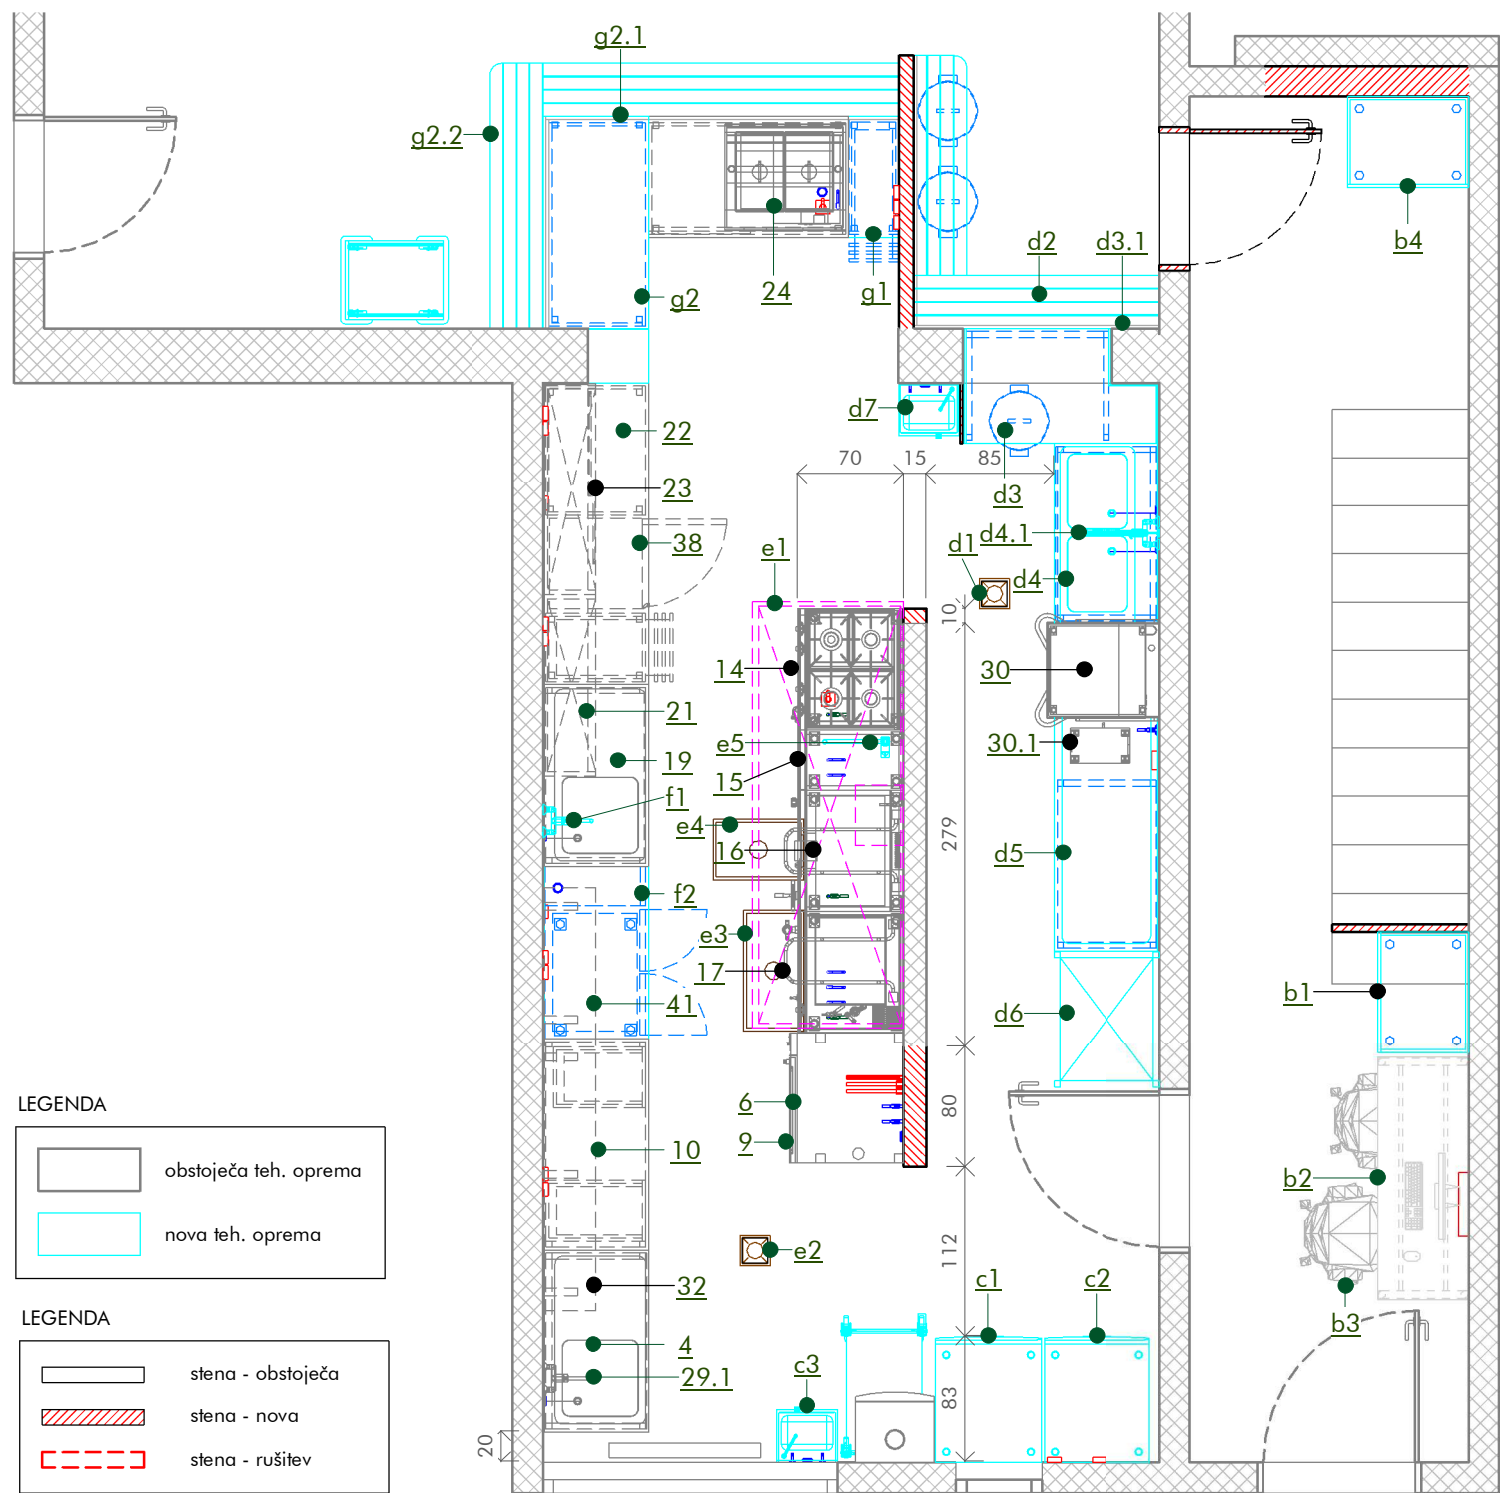 g2.1
g2.2
d2
d3.1
b4
24
g1
g2
d7
22
70
15
85
23
d3
38
e1
d1
d4.1
d4
10
14
30
21
e5
30.1
19
15
f1
e4
279
16
d5
f2
e3
17
b1
41
d6
6
80
9
10
b2
e2
112
32
c1
c2
b3
4
c3
29.1
83
20
LEGENDA
obstoječa teh. oprema
nova teh. oprema
LEGENDA
stena - obstoječa
stena - nova
stena - rušitev